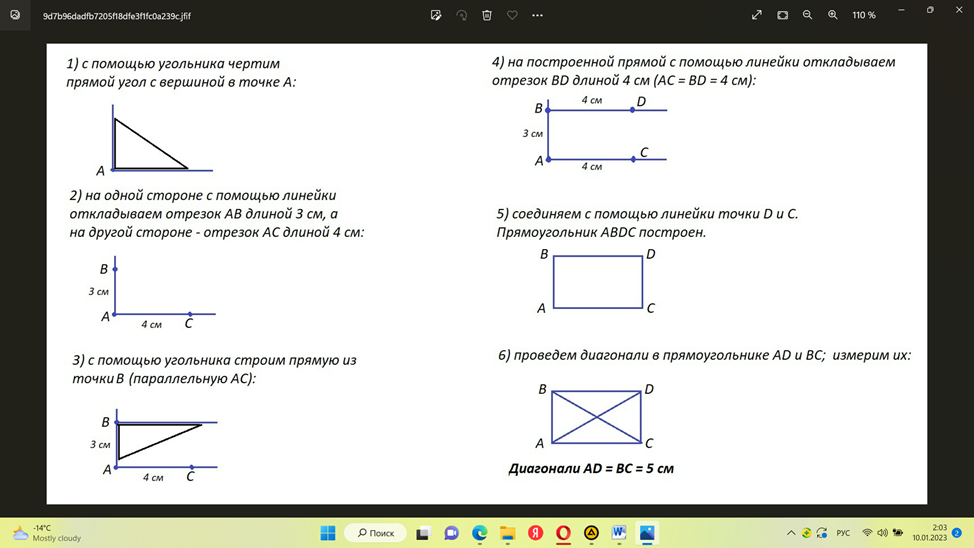 9d7b96dadfb7205f18dfe3f1fc0a239c.jfif
110 %
1) с помощью угольника чертим
прямой угол с вершиной в точке А:
А
2) на одной стороне с помощью линейки
откладываем отрезок АВ длиной 3 см, а
на другой стороне - отрезок АС длиной 4 см:
В
3 см
А
4 см
С
3) с помощью угольника строим прямую из
точки В (параллельную АС):
В
3 см
А
4 см
С
4) на построенной прямой с помощью линейки откладываем
отрезок BD длиной 4 см (АС = BD = 4 см):
4 см
В
D
3 см
А
С
4 см
5) соединяем с помощью линейки точки D и С.
Прямоугольник ABDC построен.
В
D
А
С
6) проведем диагонали в прямоугольнике AD и ВС; измерим их:
В
D
А
С
Диагонали AD = BC = 5 см
-14°C
Mostly cloudy
Поиск
РУС
2:03
10.01.2023
2